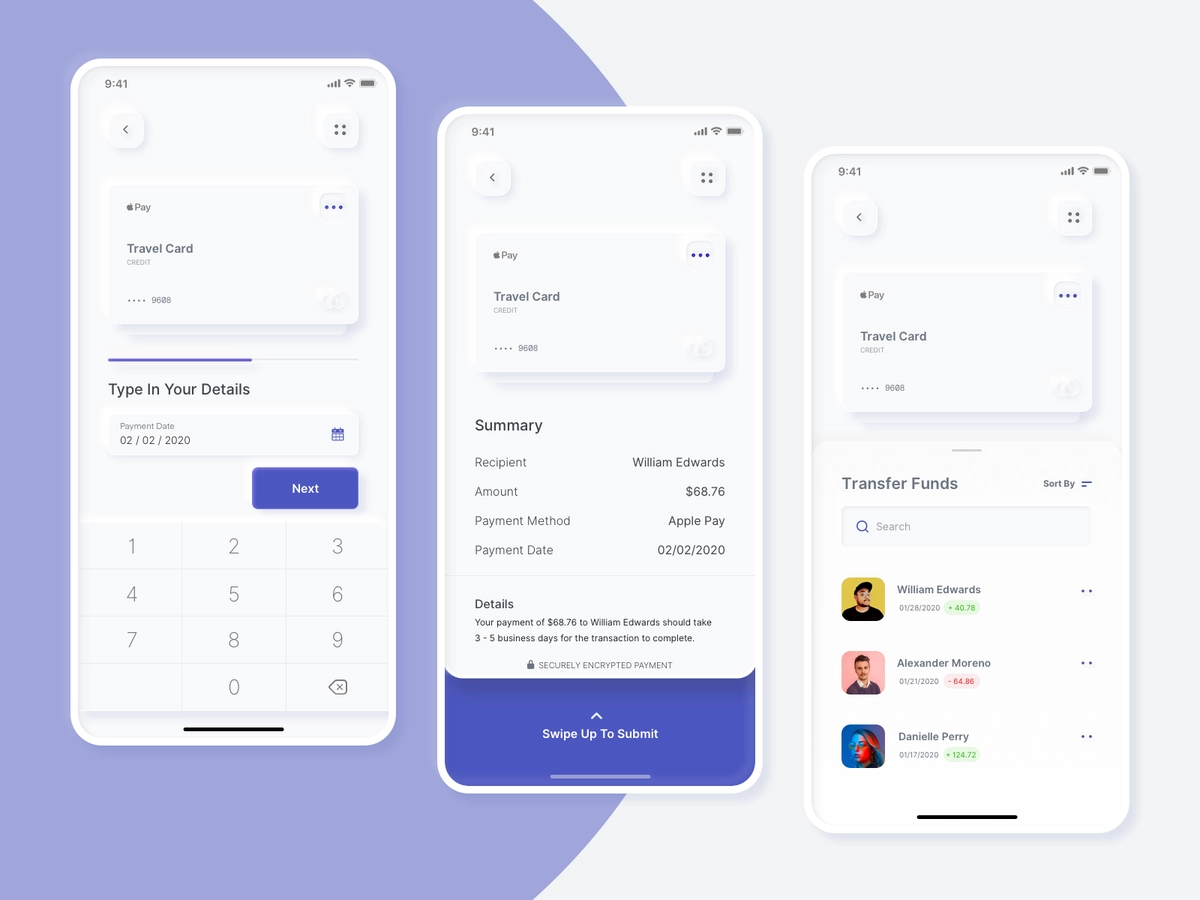 9:41
Pay
Travel Card
CREDIT
•••• 9608
Type In Your Details
Payment Date
02 / 02 / 2020
Next
1 2 3
4 5 6
7 8 9
0
9:41
Pay
Travel Card
CREDIT
•••• 9608
Summary
Recipient William Edwards
Amount $68.76
Payment Method Apple Pay
Payment Date 02/02/2020
Details
Your payment of $68.76 to William Edwards should take
3 - 5 business days for the transaction to complete.
SECURELY ENCRYPTED PAYMENT
Swipe Up To Submit
9:41
Pay
Travel Card
CREDIT
•••• 9608
Transfer Funds Sort By
Search
William Edwards
01/28/2020 + 40.78
Alexander Moreno
01/21/2020 - 64.86
Danielle Perry
01/17/2020 + 124.72